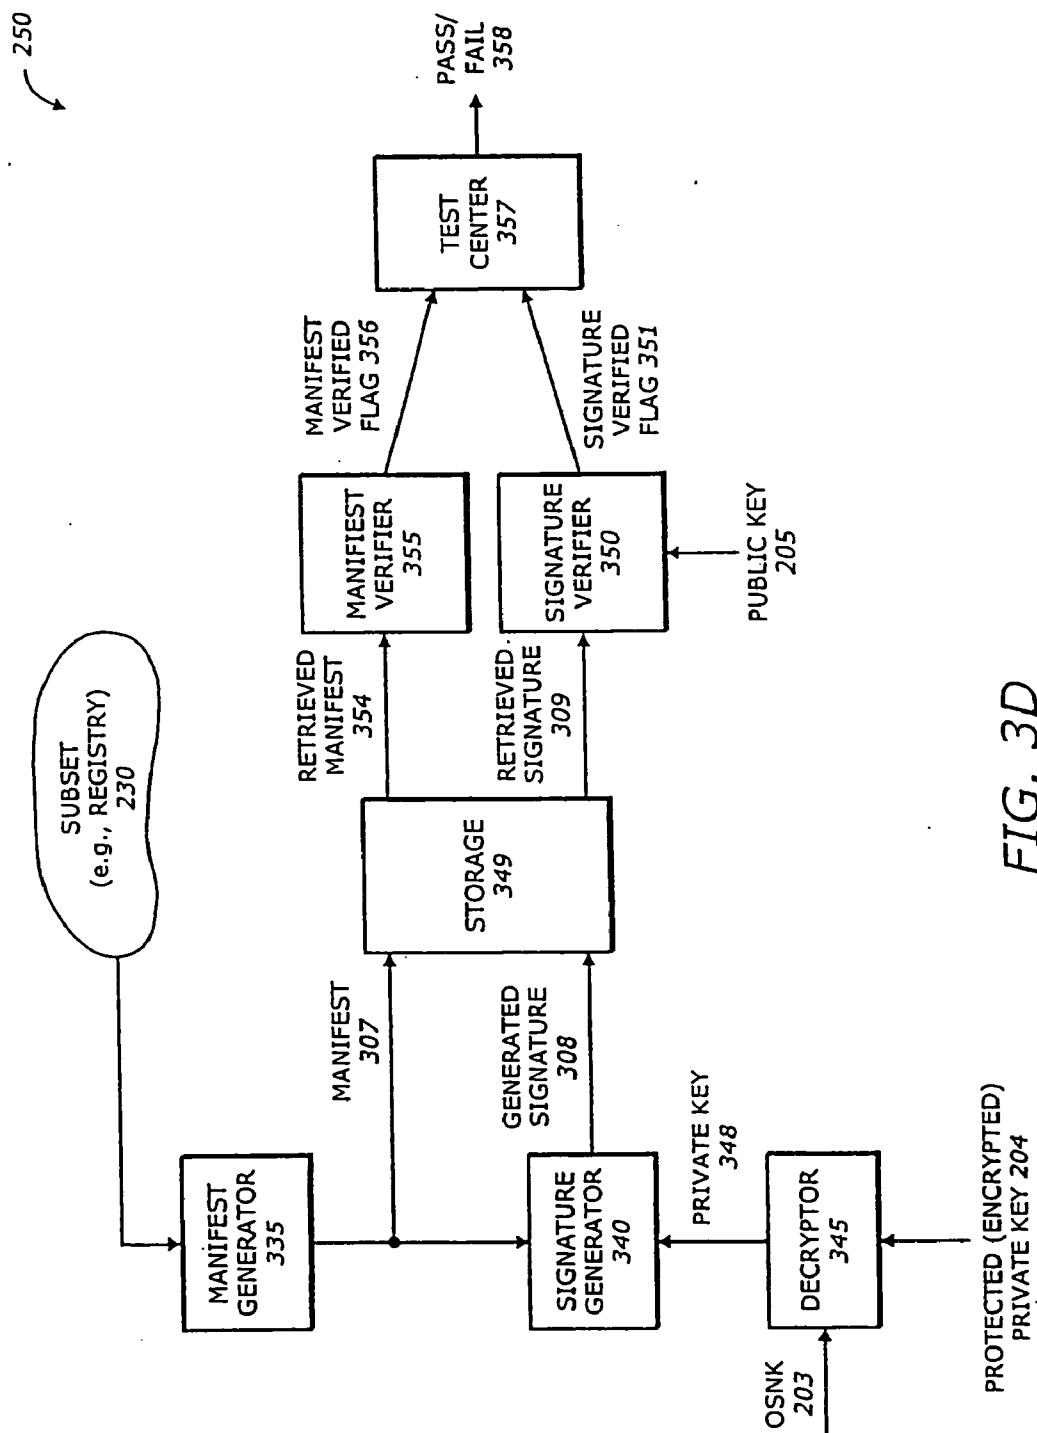 250
SUBSET
(e.g., REGISTRY)
230
MANIFEST
GENERATOR
335
MANIFEST
307
SIGNATURE
GENERATOR
340
GENERATED
SIGNATURE
308
OSNK
203
DECRYPTOR
345
PRIVATE KEY
348
PROTECTED (ENCRYPTED)
PRIVATE KEY 204
STORAGE
349
RETRIEVED
MANIFEST
354
RETRIEVED
SIGNATURE
309
MANIFIEST
VERIFIER
355
SIGNATURE
VERIFIER
350
PUBLIC KEY
205
MANIFEST
VERIFIED
FLAG 356
SIGNATURE
VERIFIED
FLAG 351
TEST
CENTER
357
PASS/
FAIL
358
FIG. 3D